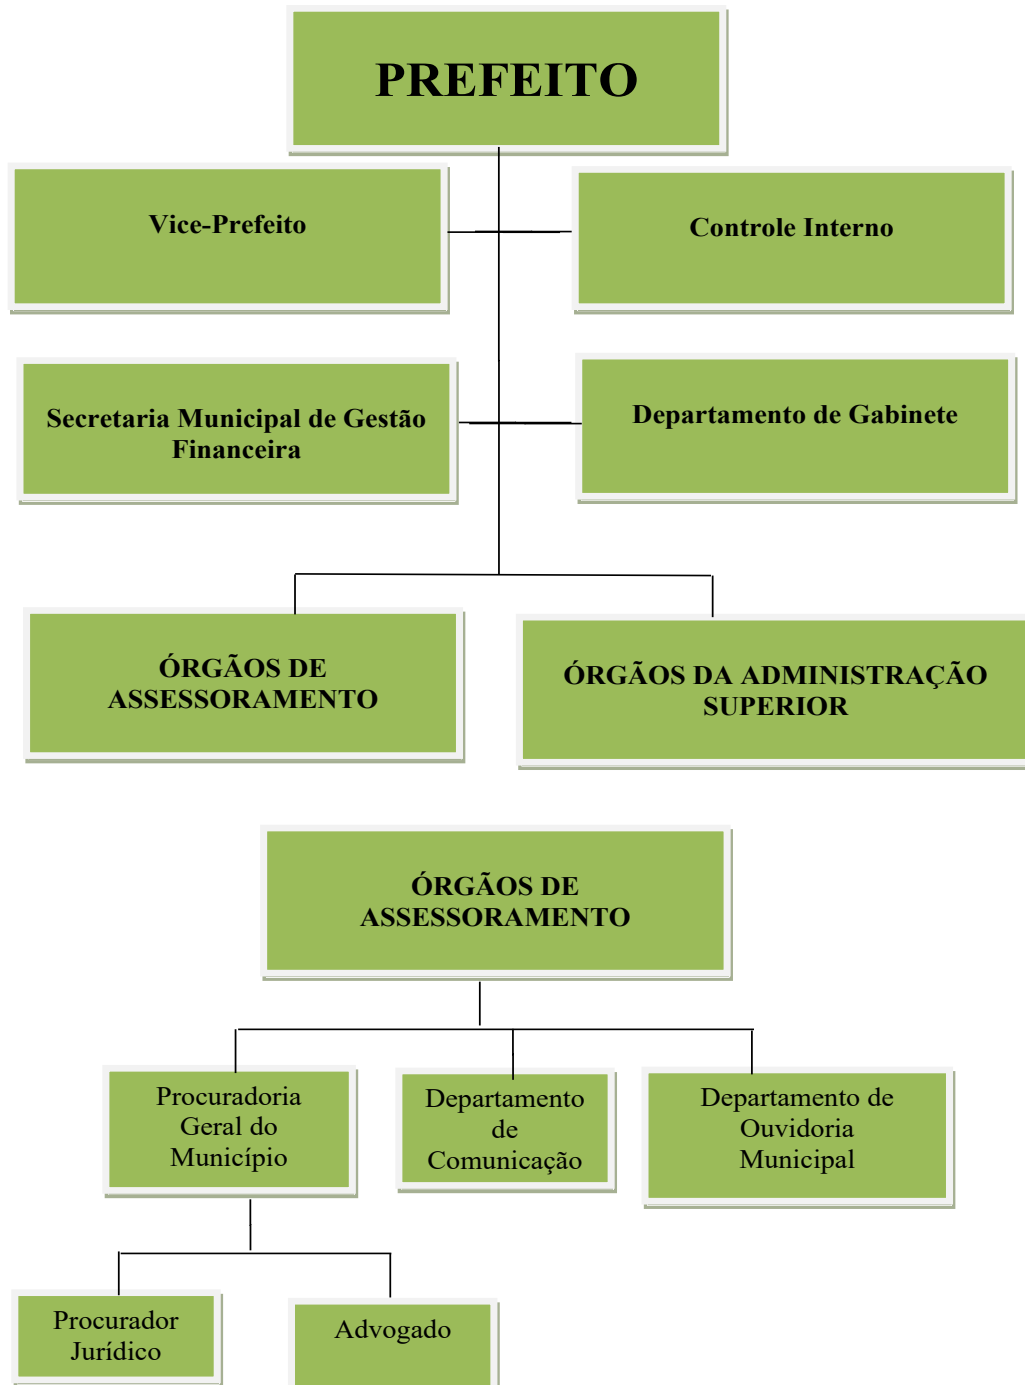 PREFEITO
Vice-Prefeito
Controle Interno
Secretaria Municipal de Gestão
Financeira
Departamento de Gabinete
ÓRGÃOS DE
ASSESSORAMENTO
ÓRGÃOS DA ADMINISTRAÇÃO
SUPERIOR
ÓRGÃOS DE
ASSESSORAMENTO
Procuradoria
Geral do
Município
Departamento
de
Comunicação
Departamento de
Ouvidoria
Municipal
Procurador
Jurídico
Advogado